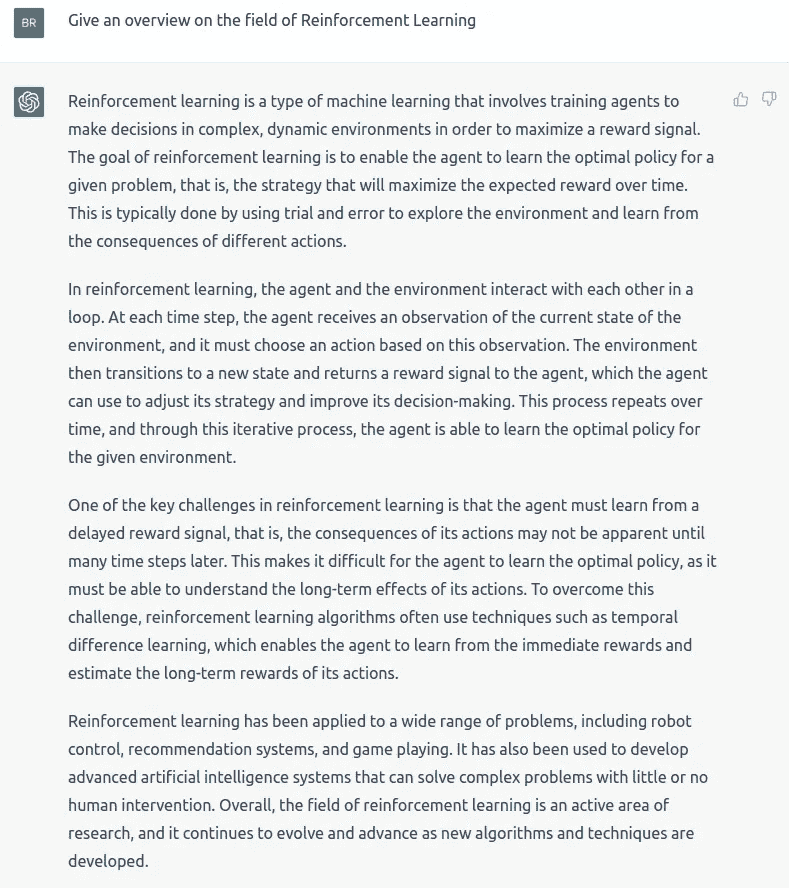 BR
Give an overview on the field of Reinforcement Learning
Reinforcement learning is a type of machine learning that involves training agents to
make decisions in complex, dynamic environments in order to maximize a reward signal.
The goal of reinforcement learning is to enable the agent to learn the optimal policy for a
given problem, that is, the strategy that will maximize the expected reward over time.
This is typically done by using trial and error to explore the environment and learn from
the consequences of different actions.
In reinforcement learning, the agent and the environment interact with each other in a
loop. At each time step, the agent receives an observation of the current state of the
environment, and it must choose an action based on this observation. The environment
then transitions to a new state and returns a reward signal to the agent, which the agent
can use to adjust its strategy and improve its decision-making. This process repeats over
time, and through this iterative process, the agent is able to learn the optimal policy for
the given environment.
One of the key challenges in reinforcement learning is that the agent must learn from a
delayed reward signal, that is, the consequences of its actions may not be apparent until
many time steps later. This makes it difficult for the agent to learn the optimal policy, as it
must be able to understand the long-term effects of its actions. To overcome this
challenge, reinforcement learning algorithms often use techniques such as temporal
difference learning, which enables the agent to learn from the immediate rewards and
estimate the long-term rewards of its actions.
Reinforcement learning has been applied to a wide range of problems, including robot
control, recommendation systems, and game playing. It has also been used to develop
advanced artificial intelligence systems that can solve complex problems with little or no
human intervention. Overall, the field of reinforcement learning is an active area of
research, and it continues to evolve and advance as new algorithms and techniques are
developed.